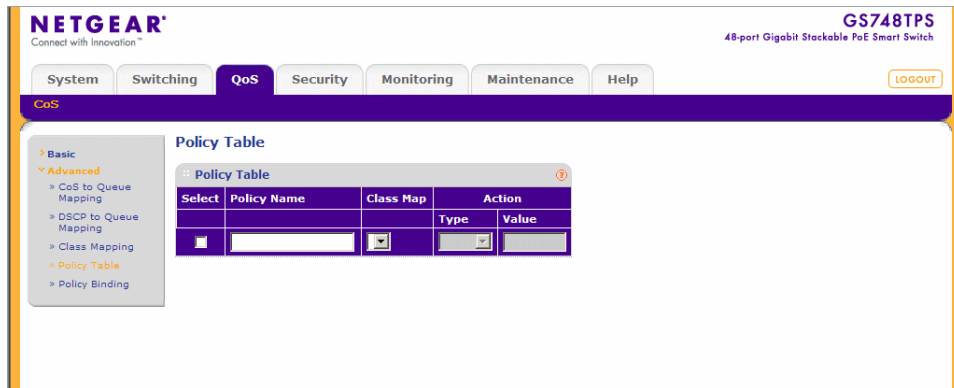 NETGEAR®
Connect with Innovation™
GS748TPS
48-port Gigabit Stackable PoE Smart Switch
System Switching QoS Security Monitoring Maintenance Help LOGOUT
CoS
Basic
Advanced
» CoS to Queue
Mapping
» DSCP to Queue
Mapping
» Class Mapping
» Policy Table
» Policy Binding
Policy Table
Policy Table ?
Select Policy Name Class Map Action
Type Value